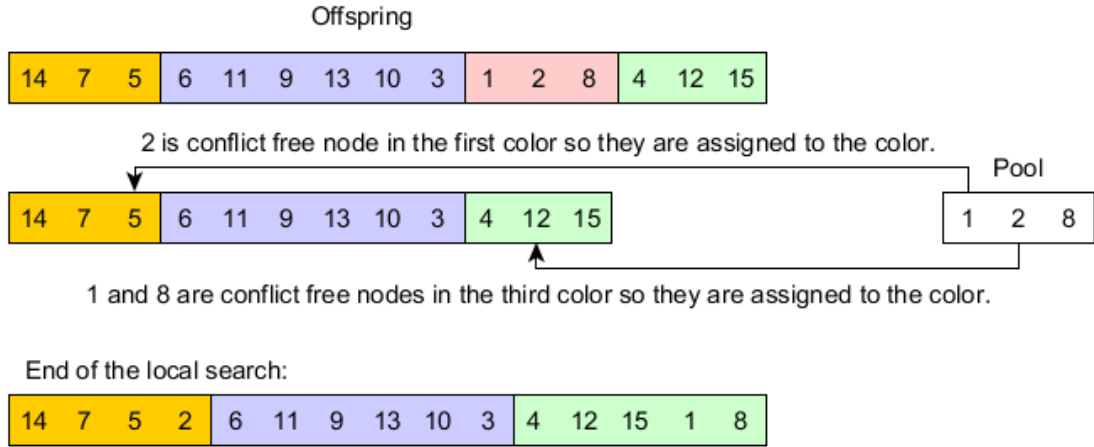 Offspring
14 7 5 6 11 9 13 10 3 1 2 8 4 12 15
2 is conflict free node in the first color so they are assigned to the color.
Pool
14 7 5 6 11 9 13 10 3 4 12 15 1 2 8
1 and 8 are conflict free nodes in the third color so they are assigned to the color.
End of the local search:
14 7 5 2 6 11 9 13 10 3 4 12 15 1 8